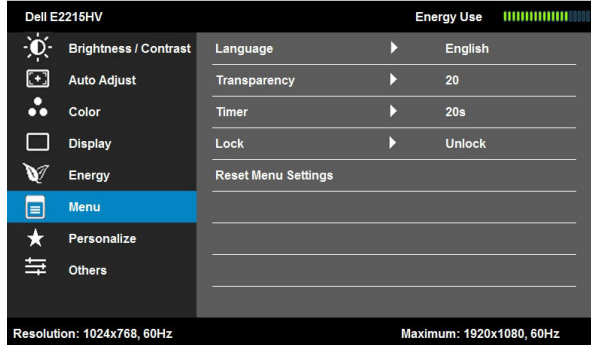 Dell E2215HV Energy Use
Brightness / Contrast Language English
Auto Adjust Transparency 20
Color Timer 20s
Display Lock Unlock
Energy Reset Menu Settings
Menu
Personalize
Others
Resolution: 1024x768, 60Hz Maximum: 1920x1080, 60Hz